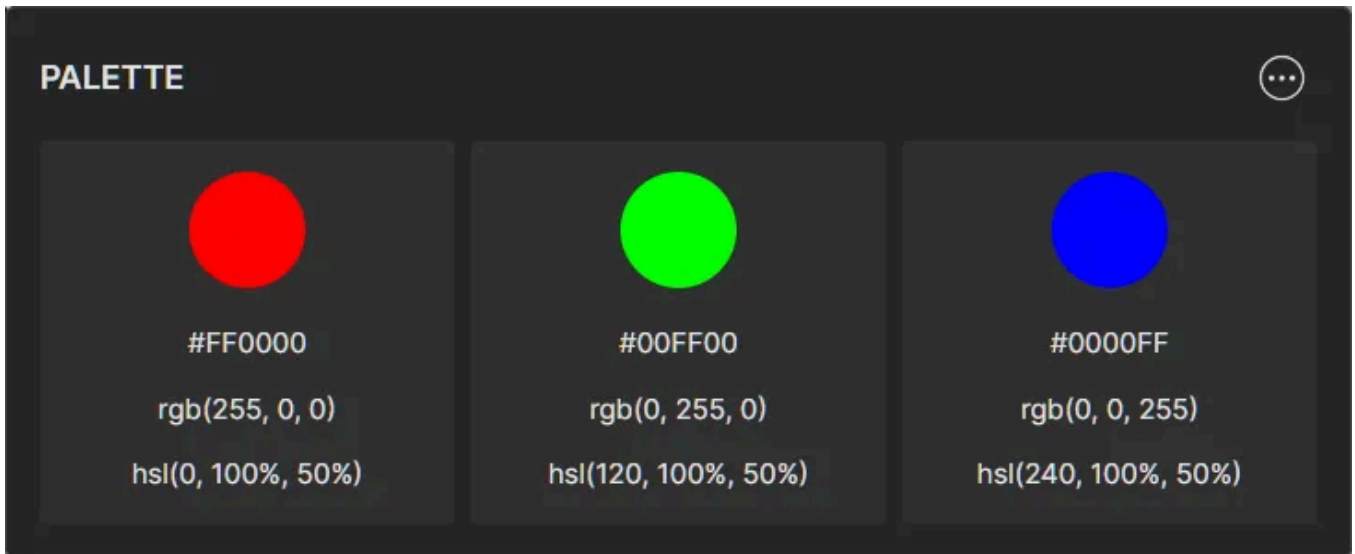 PALETTE
#FF0000
rgb(255, 0, 0)
hsl(0, 100%, 50%)
#00FF00
rgb(0, 255, 0)
hsl(120, 100%, 50%)
#0000FF
rgb(0, 0, 255)
hsl(240, 100%, 50%)